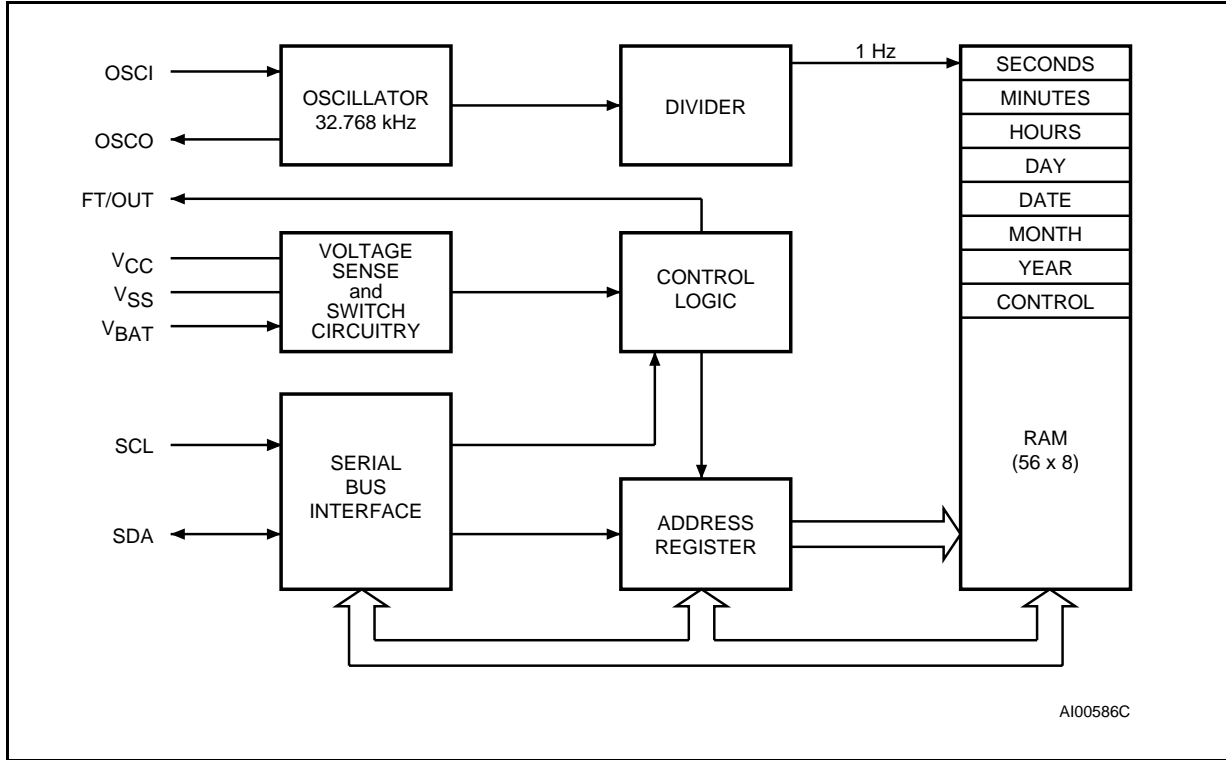 OSCI
OSCO
FT/OUT
VCC
VSS
VBAT
SCL
SDA
OSCILLATOR
32.768 kHz
VOLTAGE
SENSE
and
SWITCH
CIRCUITRY
SERIAL
BUS
INTERFACE
DIVIDER
CONTROL
LOGIC
ADDRESS
REGISTER
1 Hz
SECONDS
MINUTES
HOURS
DAY
DATE
MONTH
YEAR
CONTROL
RAM
(56 x 8)
AI00586C